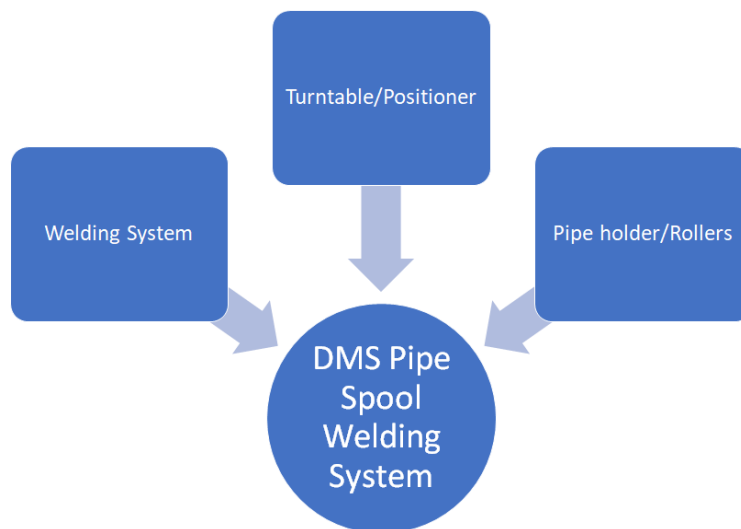 Turntable/Positioner
Welding System
Pipe holder/Rollers
DMS Pipe
Spool
Welding
System